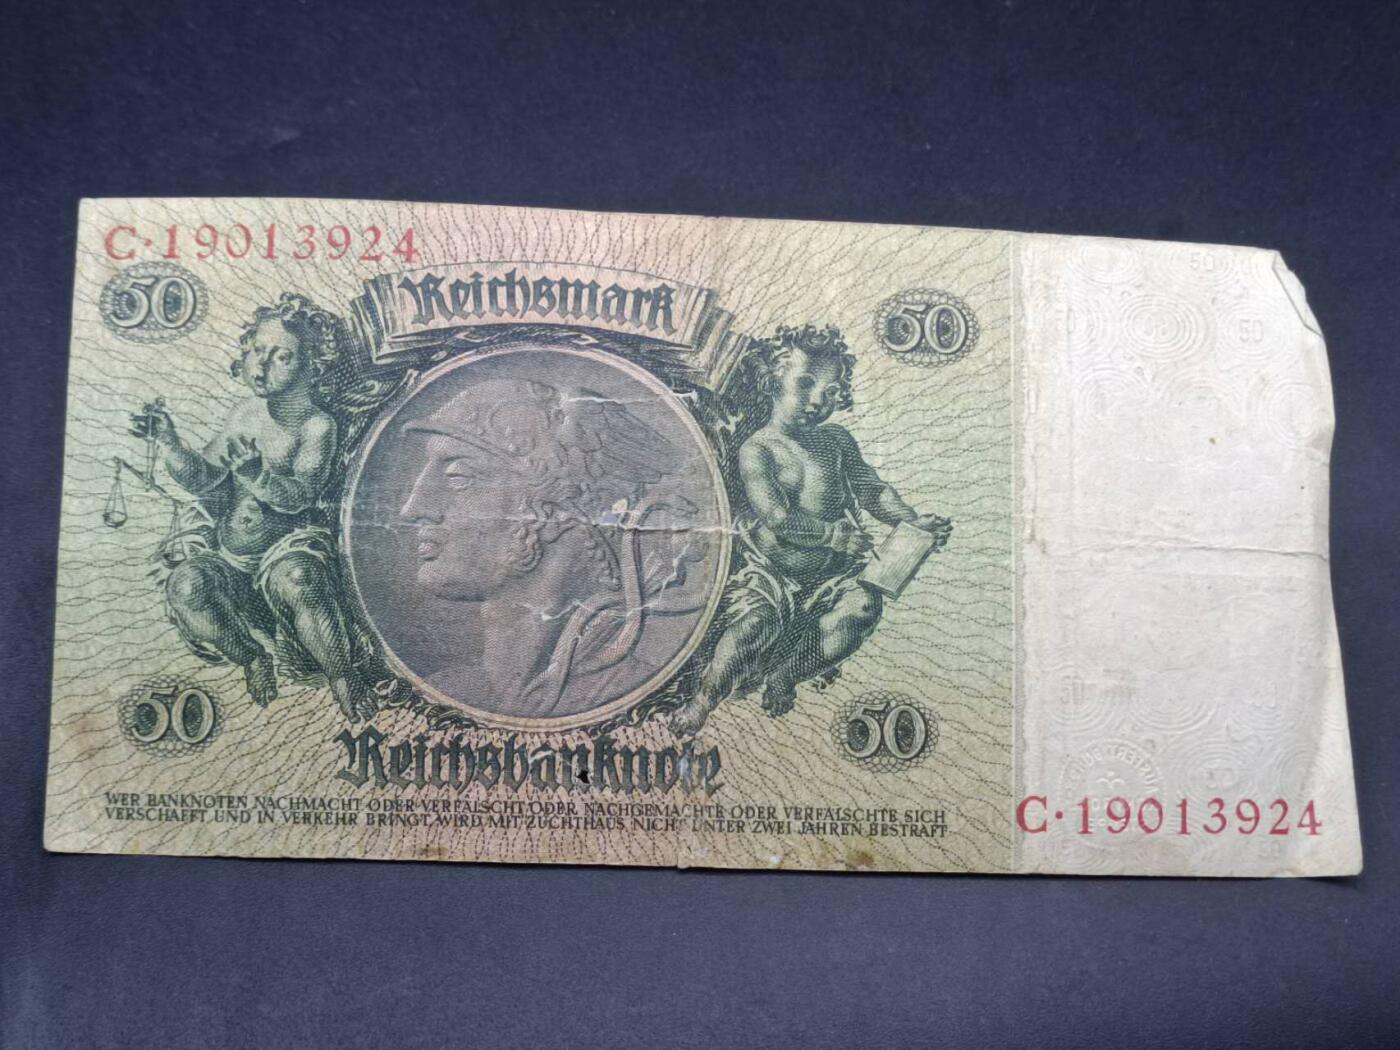 C·19013924
50
Reichsmark
50
50
50
Reichsbanknote
WER BANKNOTEN NACHMACHT ODER VERFÄLSCHT, ODER NACHGEMACHTE ODER VERFÄLSCHTE SICH
VERSCHAFFT UND IN VERKEHR BRINGT, WIRD MIT ZUCHTHAUS NICHT UNTER ZWEI JAHREN BESTRAFT
C·19013924